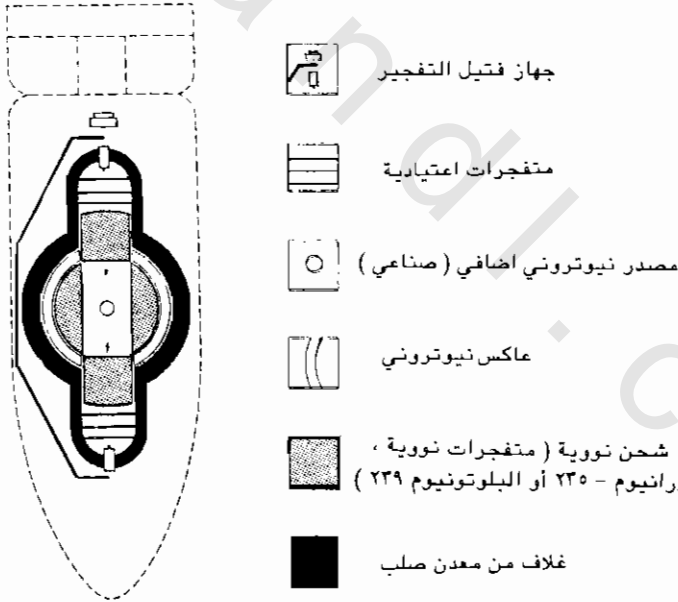 جهاز فتيل التفجير
متفجرات اعتيادية
مصدر نيوتروني اضافي ( صناعي )
عاكس نيوتروني
شحن نووية ( متفجرات نووية ،
٢٣٥ أو البلوتونيوم ٢٣٩ )
غلاف من معدن صلب